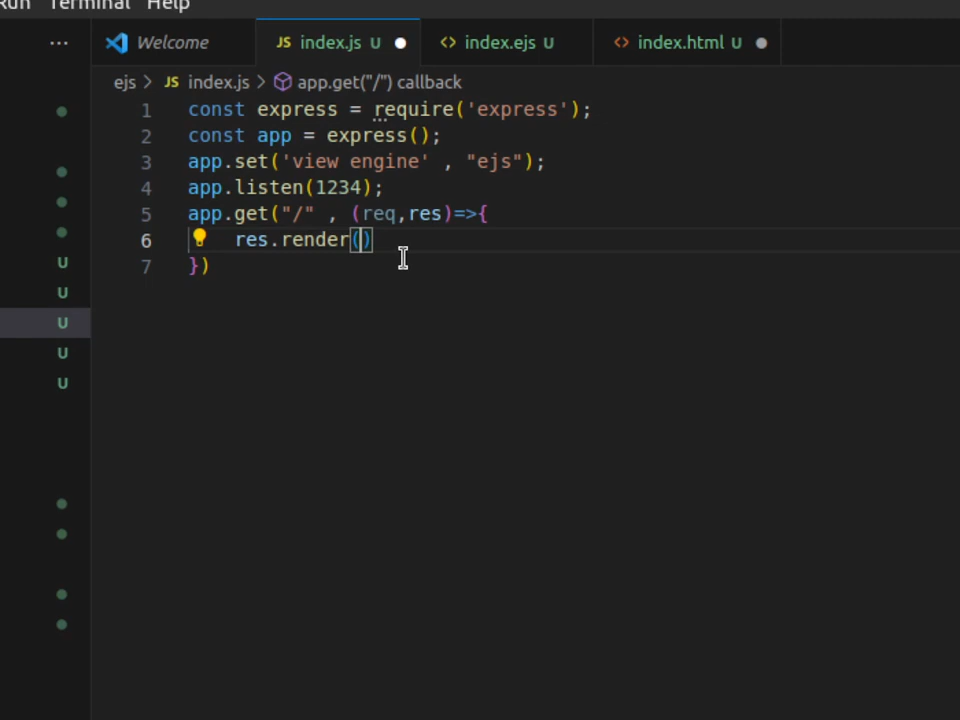 Run Terminal Help
... Welcome JS index.js U <> index.ejs U <> index.html U
ejs > JS index.js > app.get("/") callback
1 const express = require('express');
2 const app = express();
3 app.set('view engine' , "ejs");
4 app.listen(1234);
5 app.get("/" , (req,res)=>{
6 res.render()
7 })
U
U
U
U
U